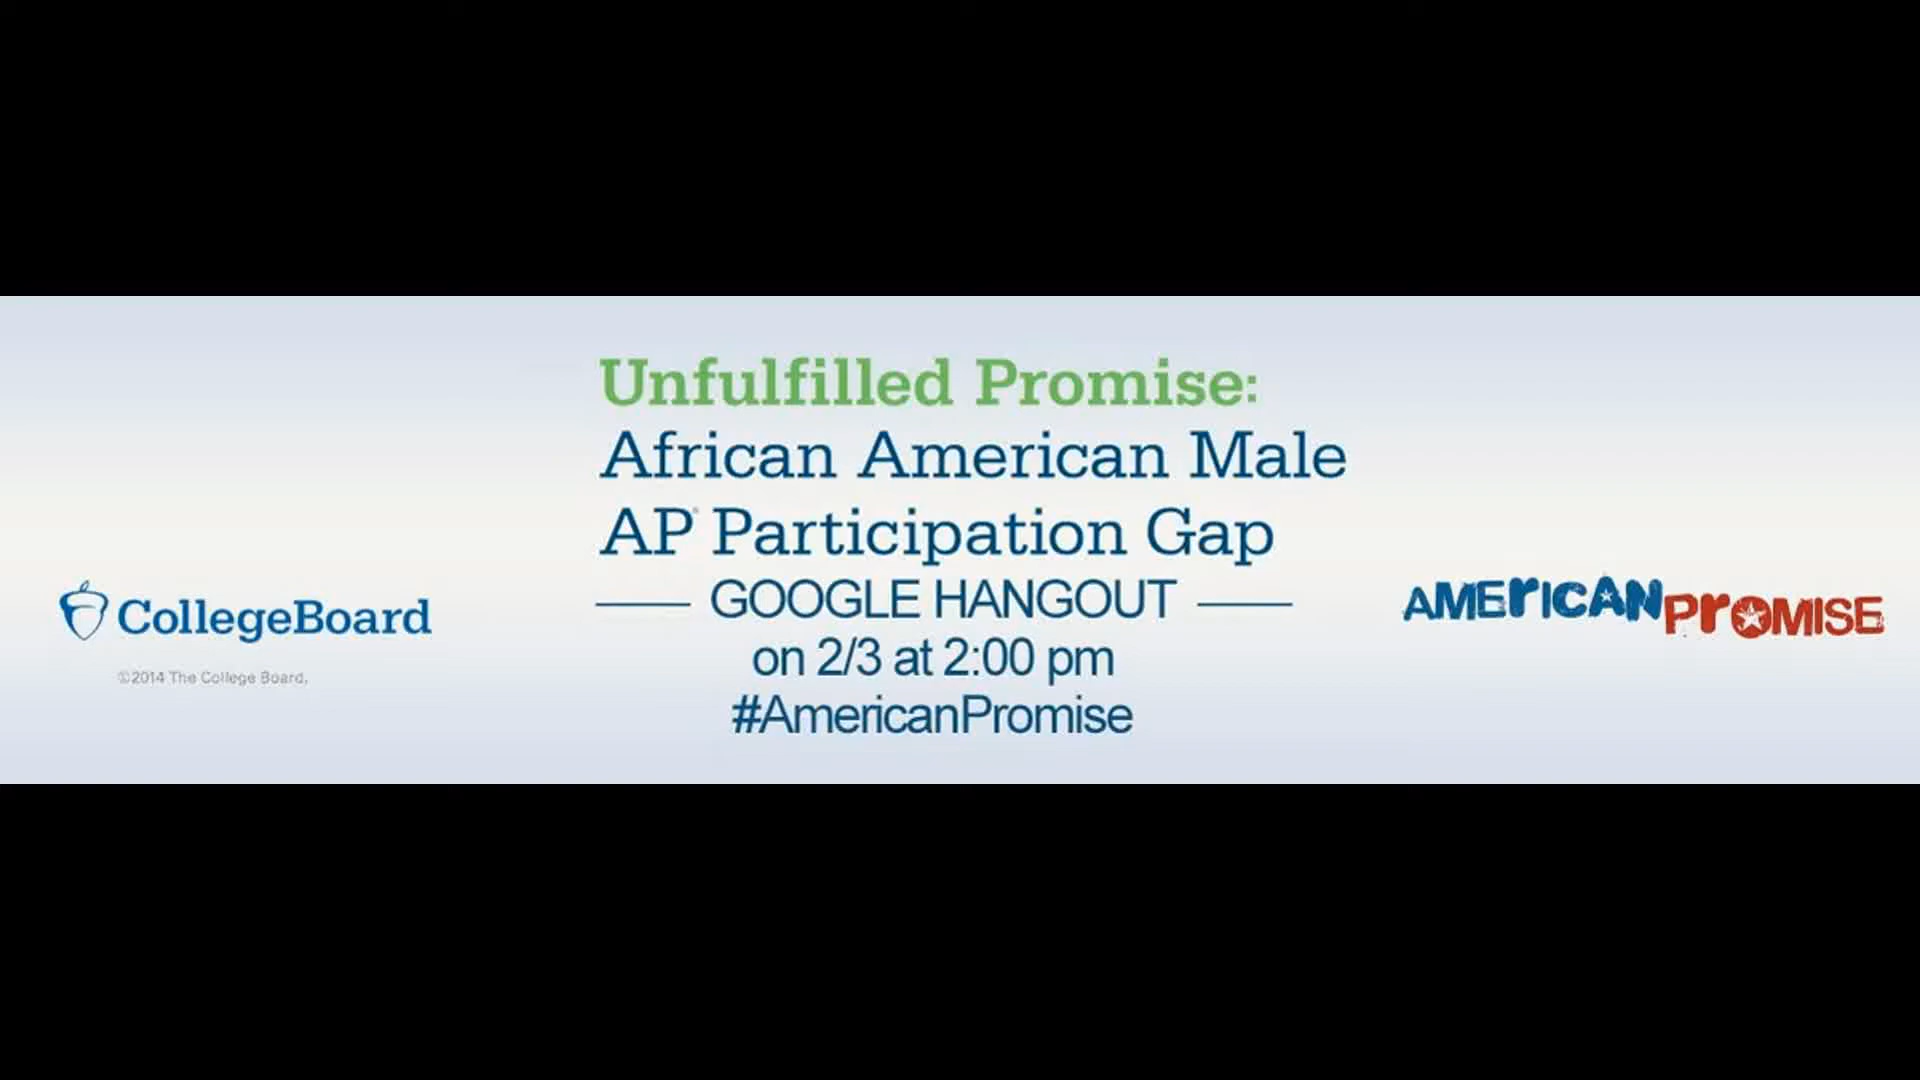 Unfulfilled Promise:
African American Male
AP® Participation Gap
GOOGLE HANGOUT
on 2/3 at 2:00 pm
#AmericanPromise
CollegeBoard
©2014 The College Board.
AMERICAN PROMISE